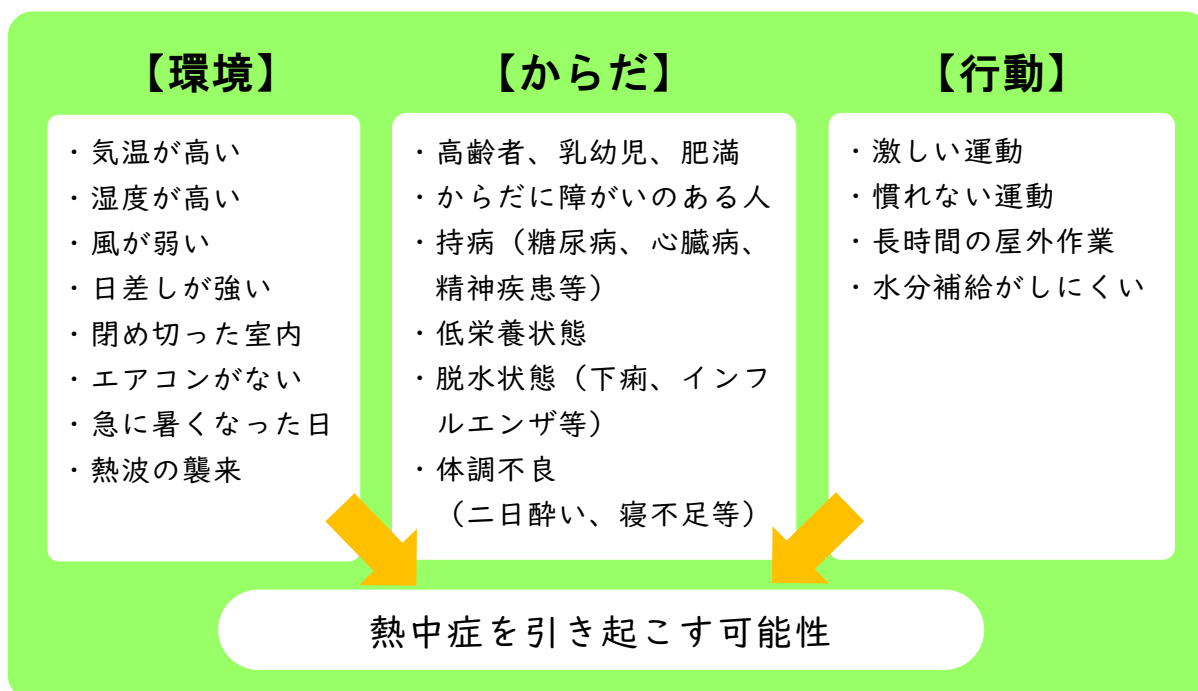 【環境】
・気温が高い
・湿度が高い
・風が弱い
・日差しが強い
・閉め切った室内
・エアコンがない
・急に暑くなった日
・熱波の襲来
【からだ】
・高齢者、乳幼児、肥満
・からだに障がいのある人
・持病（糖尿病、心臓病、
精神疾患等）
・低栄養状態
・脱水状態（下痢、インフ
ルエンザ等）
・体調不良
（二日酔い、寝不足等）
【行動】
・激しい運動
・慣れない運動
・長時間の屋外作業
・水分補給がしにくい
熱中症を引き起こす可能性